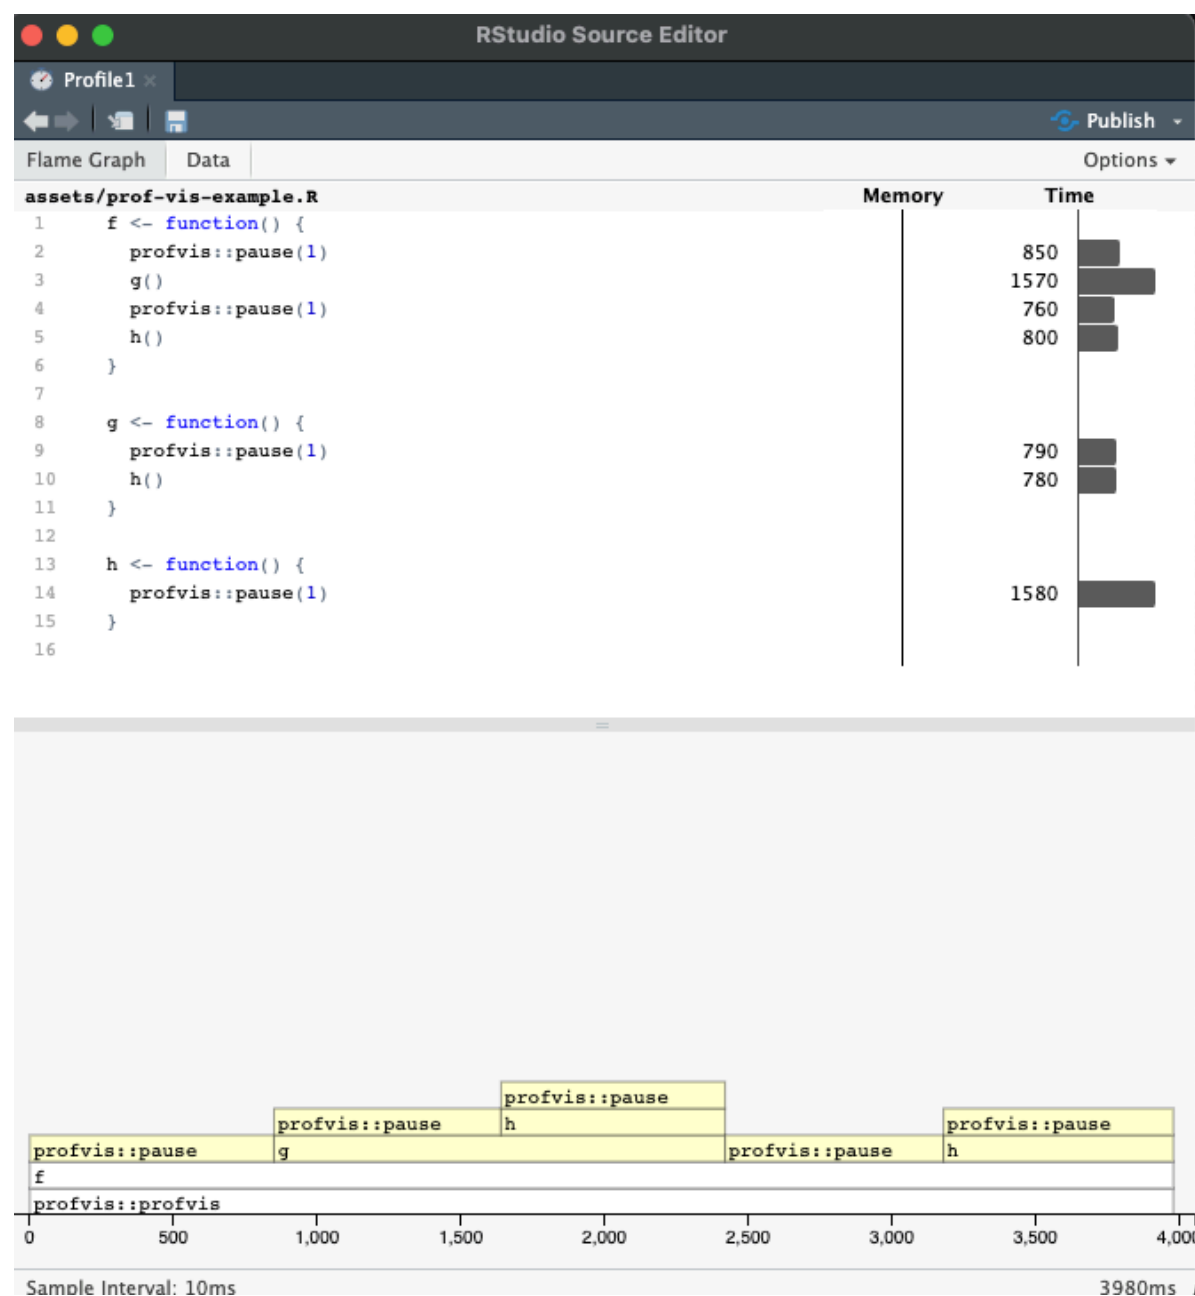 RStudio Source Editor
Profile1
Publish
Flame Graph Data Options
assets/prof-vis-example.R Memory Time
1 f <- function() {
2 profvis::pause(1) 850
3 g() 1570
4 profvis::pause(1) 760
5 h() 800
6 }
7
8 g <- function() {
9 profvis::pause(1) 790
10 h() 780
11 }
12
13 h <- function() {
14 profvis::pause(1) 1580
15 }
16
profvis::pause
profvis::pause h profvis::pause
profvis::pause g profvis::pause h
f
profvis::profvis
0 500 1,000 1,500 2,000 2,500 3,000 3,500 4,000
Sample Interval: 10ms 3980ms